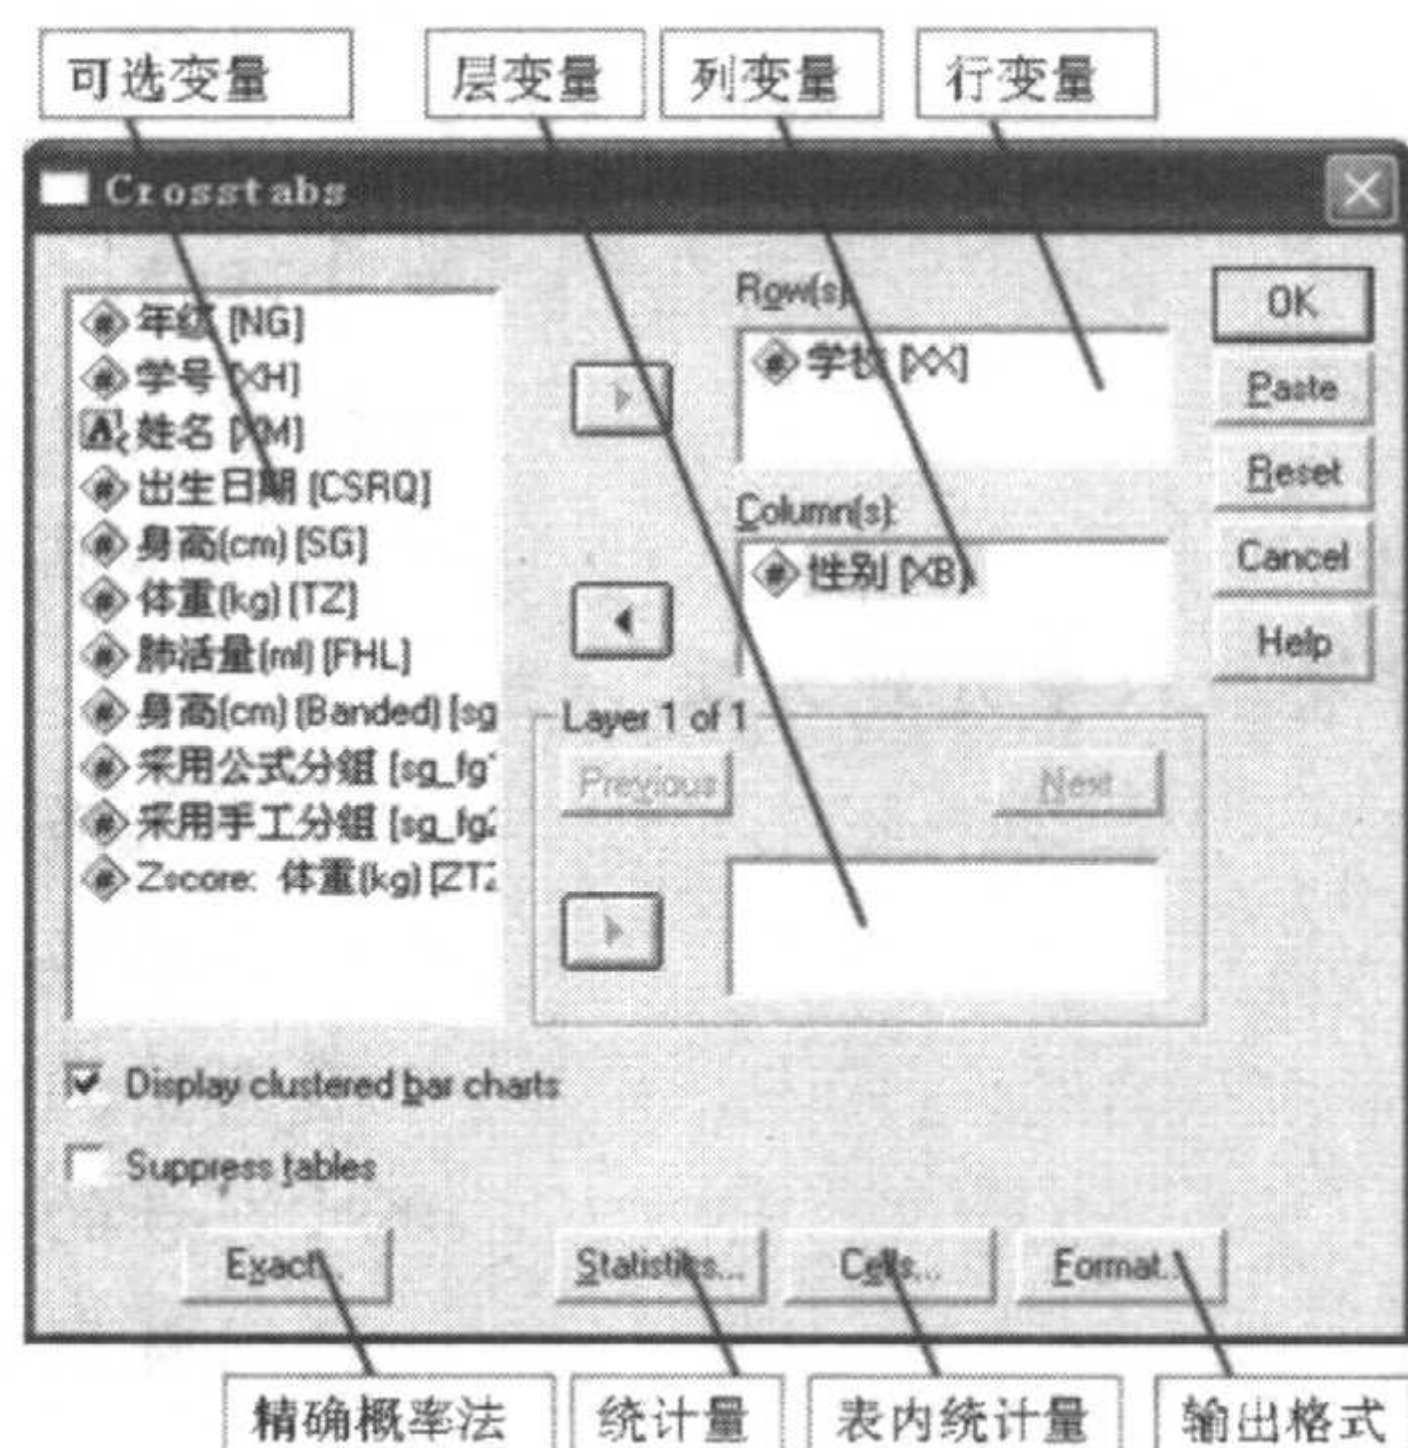 可选变量 层变量 列变量 行变量
Crosstabs
年级 [NG]
学号 [XH]
姓名 [XM]
出生日期 [CSRQ]
身高(cm) [SG]
体重(kg) [TZ]
肺活量(ml) [FHL]
身高(cm) (Banded) [sg
采用公式分组 [sg_fg1
采用手工分组 [sg_fg2
Zscore: 体重(kg) [ZTZ
Row(s):
学校 [XX]
Column(s):
性别 [XB]
Layer 1 of 1
Previous Next
OK
Paste
Reset
Cancel
Help
Display clustered bar charts
Suppress tables
Exact... Statistics... Cells... Format...
精确概率法 统计量 表内统计量 输出格式